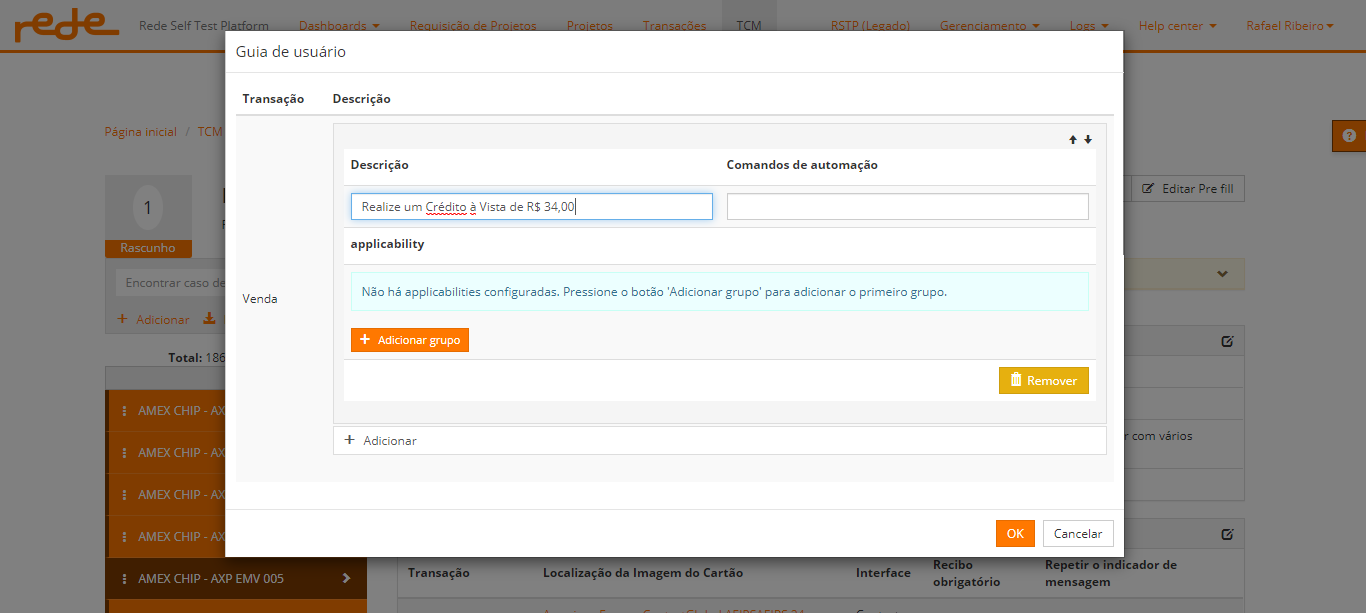 rede Rede Self Test Platform Dashboards Requisição de Projetos Projetos Transações TCM RSTP (Legado) Gerenciamento Logs Help center Rafael Ribeiro
Guia de usuário
Transação Descrição
Página inicial / TCM
Descrição Comandos de automação
1 Editar Pre fill
Realize um Crédito à Vista de R$ 34,00
Rascunho
applicability
Encontrar caso de
Não há applicabilities configuradas. Pressione o botão 'Adicionar grupo' para adicionar o primeiro grupo.
Venda
+ Adicionar
+ Adicionar grupo
Total: 186
Remover
AMEX CHIP - AXP
+ Adicionar
r com vários
AMEX CHIP - AX
AMEX CHIP - AX
AMEX CHIP - AX
OK Cancelar
AMEX CHIP - AXP EMV 005
Transação Localização da Imagem do Cartão Interface Recibo obrigatório Repetir o indicador de mensagem